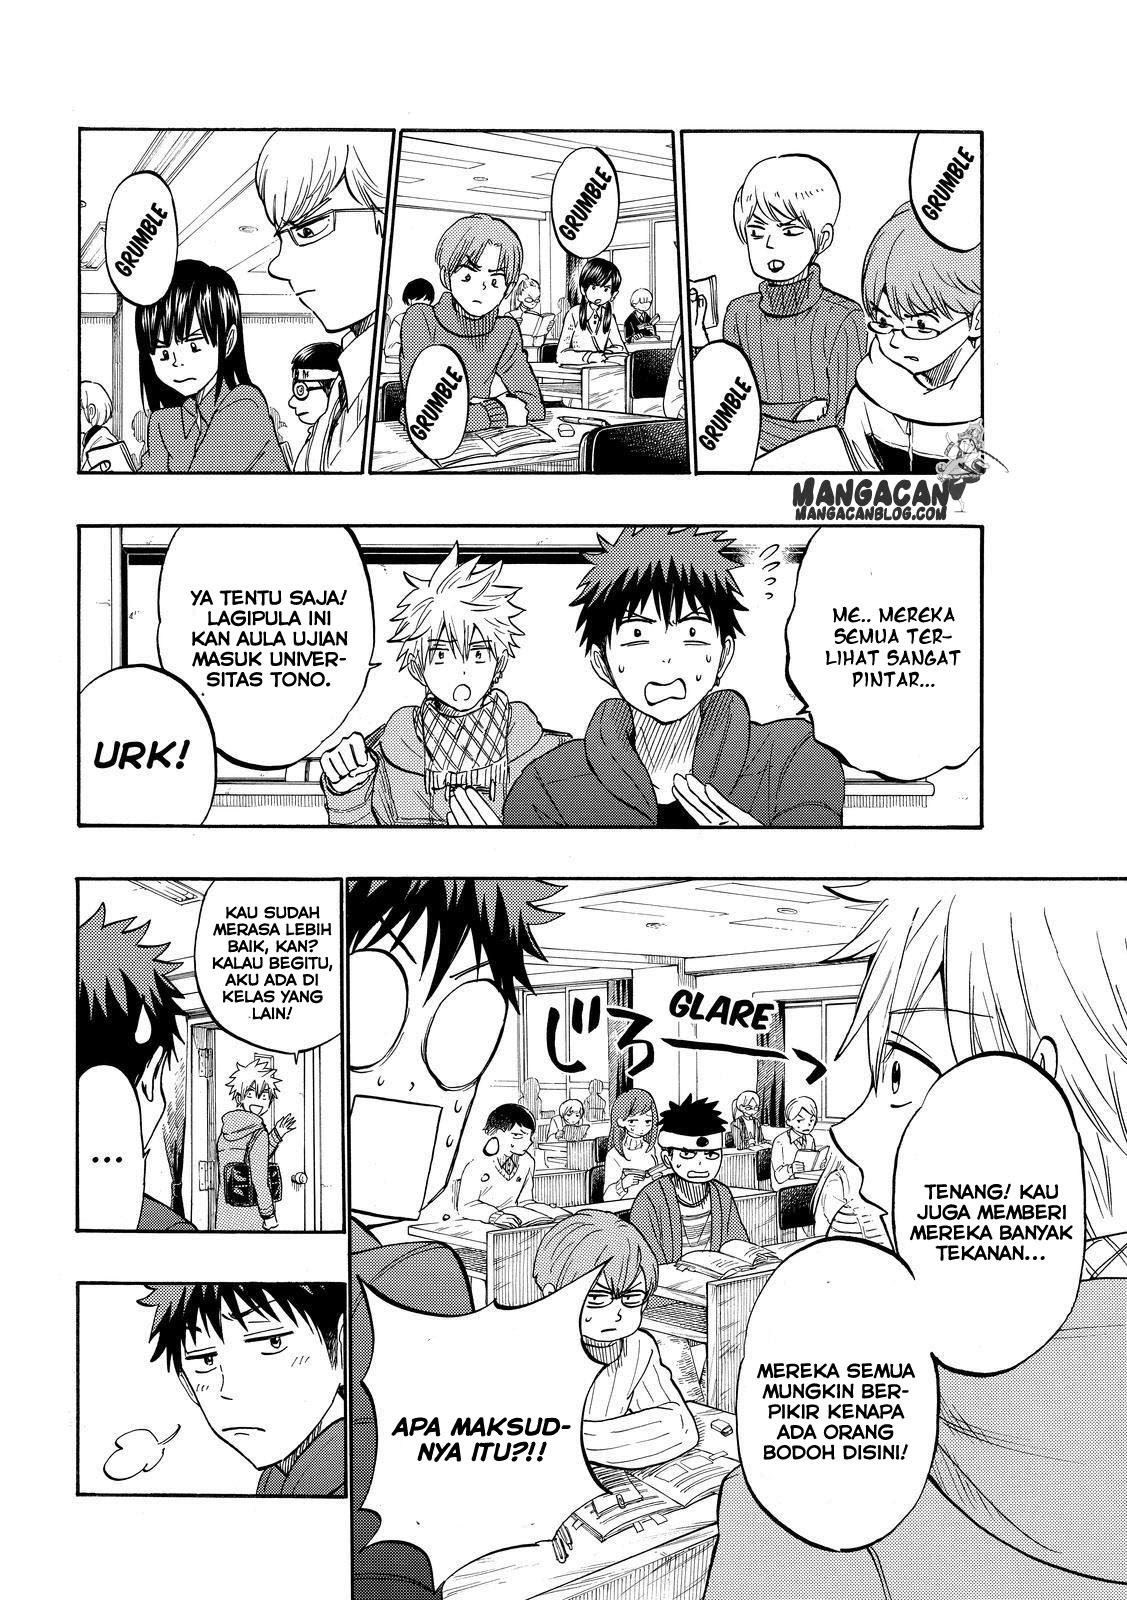 GRUMBLE
GRUMBLE
GRUMBLE
GRUMBLE
GRUMBLE
MANGACAN
MANGACANBLOG.COM
ME.. MEREKA
SEMUA TER-
LIHAT SANGAT
PINTAR...
YA TENTU SAJA!
LAGIPULA INI
KAN AULA UJIAN
MASUK UNIVER-
SITAS TONO.
URK!
じろーっ
GLARE
TENANG! KAU
JUGA MEMBERI
MEREKA BANYAK
TEKANAN...
MEREKA SEMUA
MUNGKIN BER-
PIKIR KENAPA
ADA ORANG
BODOH DISINI!
APA MAKSUD-
NYA ITU?!!
KAU SUDAH
MERASA LEBIH
BAIK, KAN?
KALAU BEGITU,
AKU ADA DI
KELAS YANG
LAIN!
...